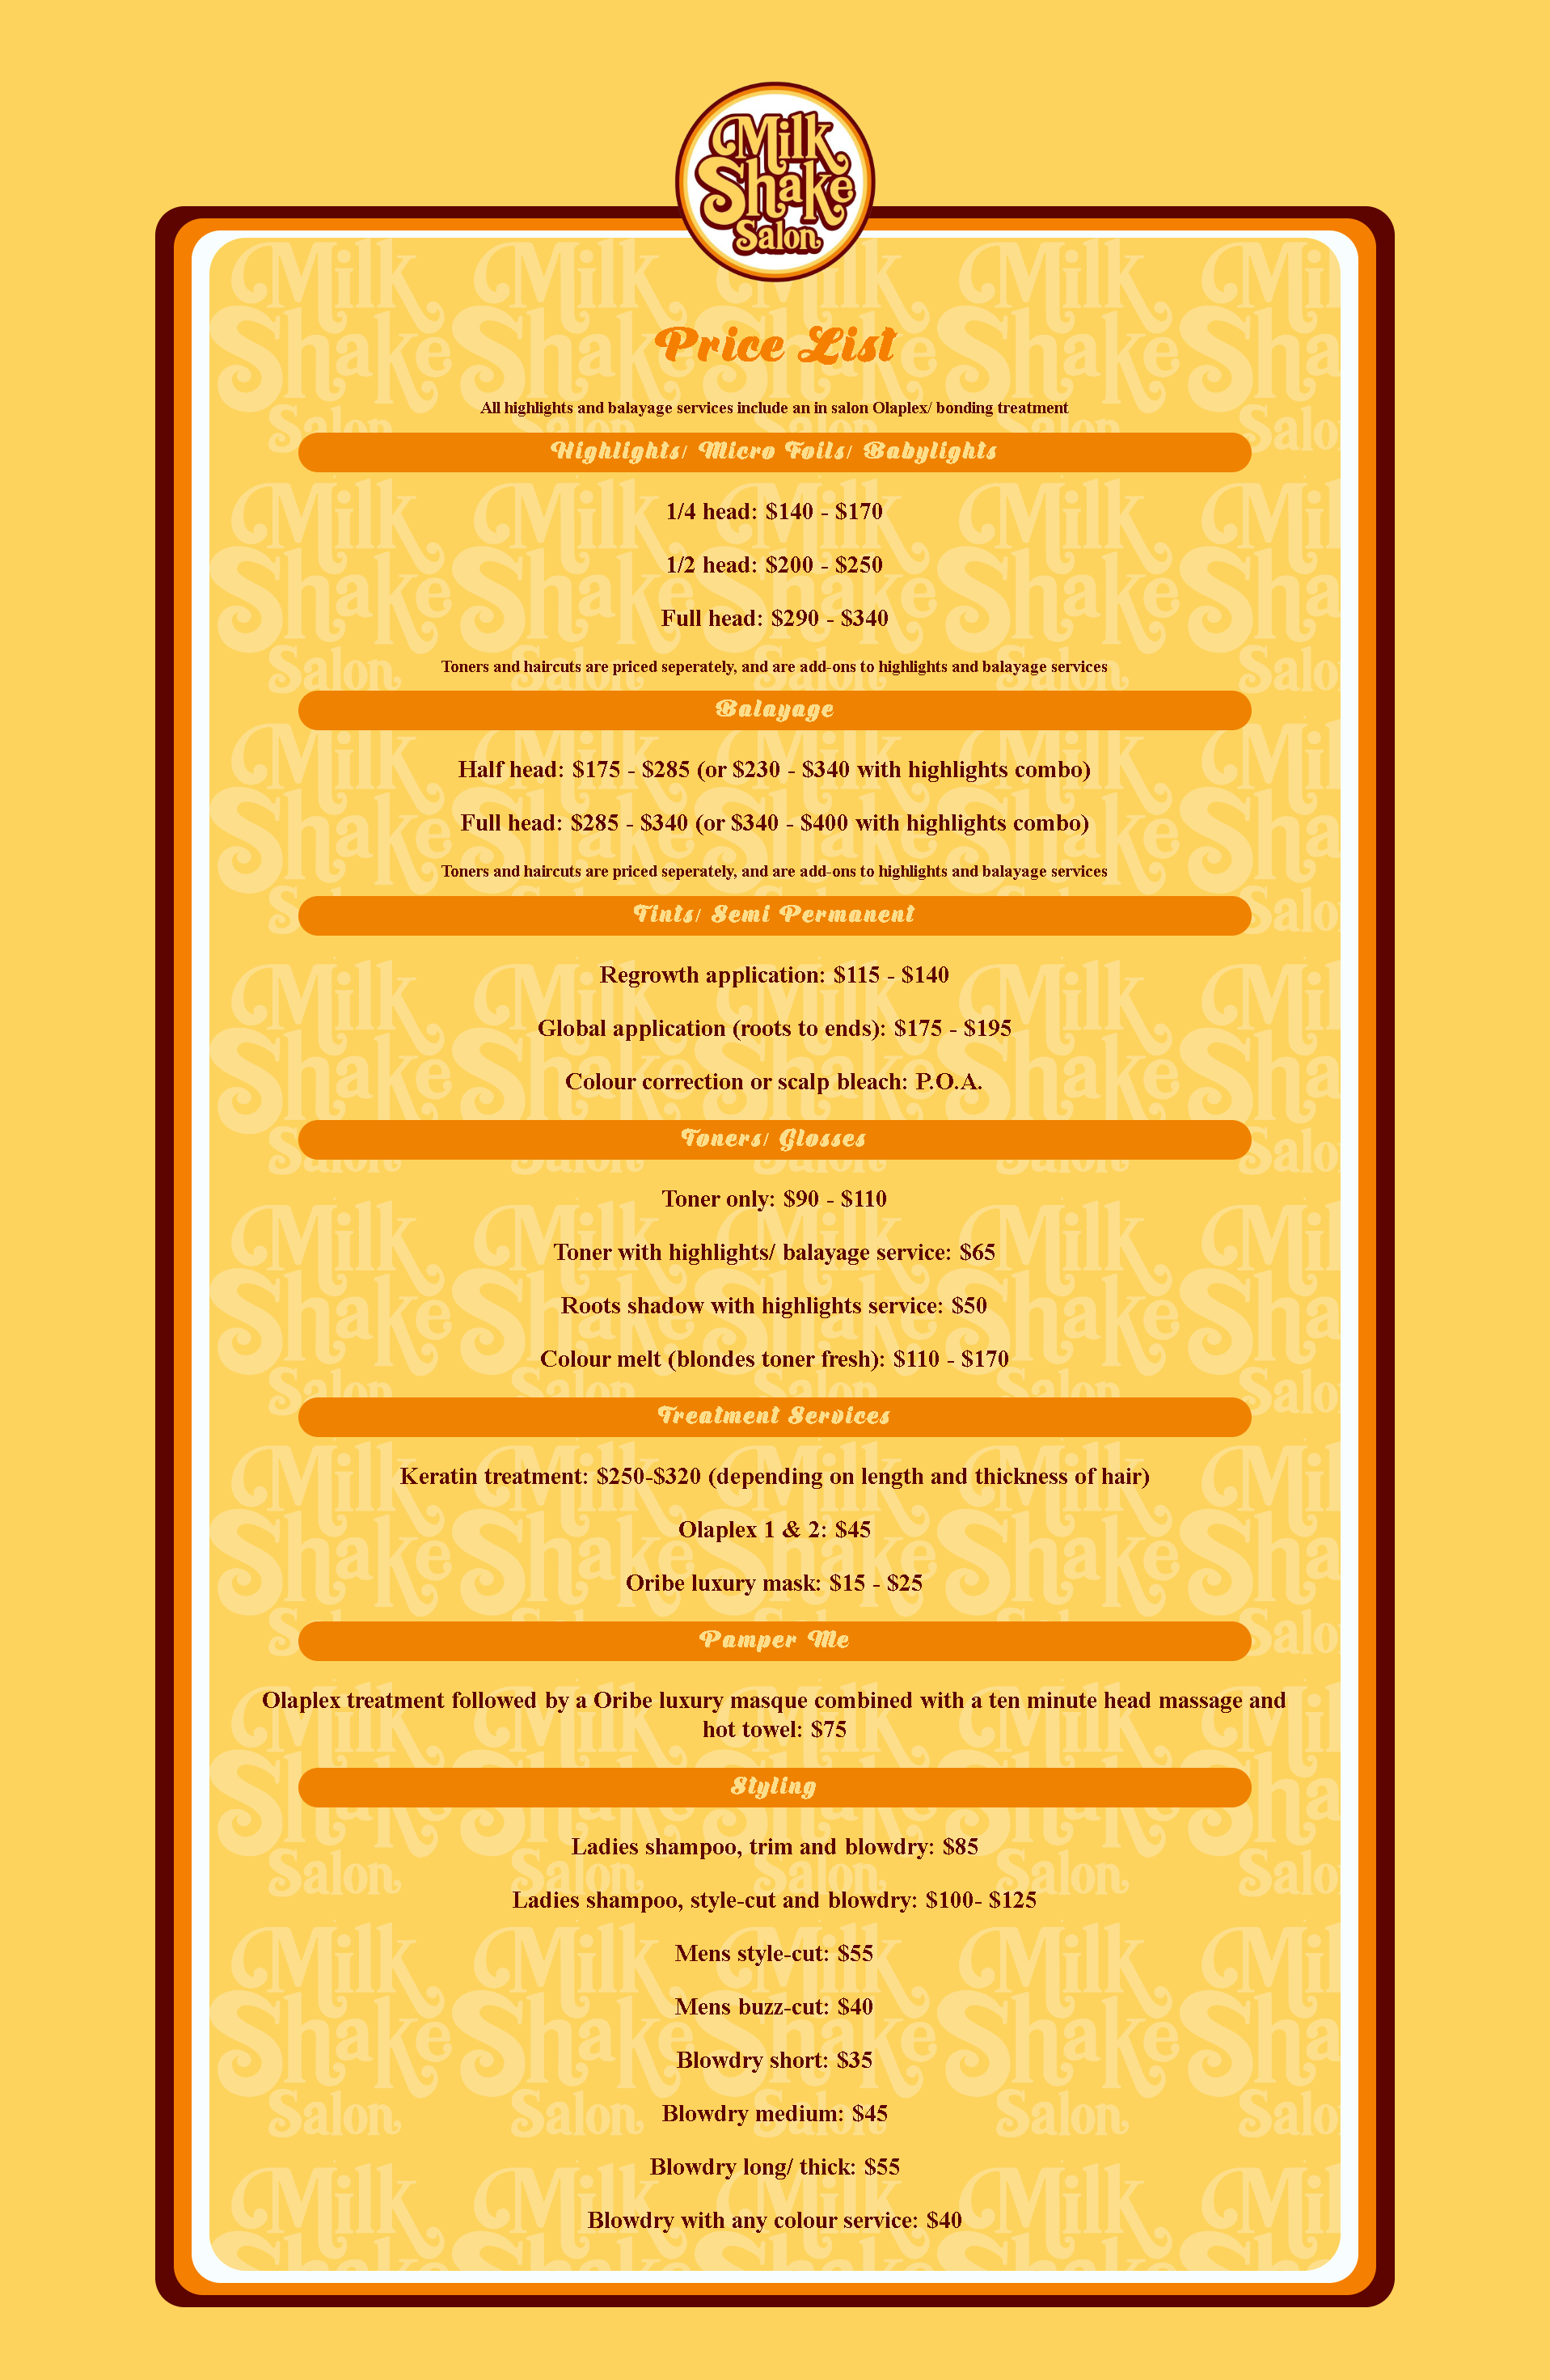 Milk
Shake
Salon
Price List
All highlights and balayage services include an in salon Olaplex/ bonding treatment
Highlights/ Micro Foils/ Babylights
1/4 head: $140 - $170
1/2 head: $200 - $250
Full head: $290 - $340
Toners and haircuts are priced seperately, and are add-ons to highlights and balayage services
Balayage
Half head: $175 - $285 (or $230 - $340 with highlights combo)
Full head: $285 - $340 (or $340 - $400 with highlights combo)
Toners and haircuts are priced seperately, and are add-ons to highlights and balayage services
Tints/ Semi Permanent
Regrowth application: $115 - $140
Global application (roots to ends): $175 - $195
Colour correction or scalp bleach: P.O.A.
Toners/ Glosses
Toner only: $90 - $110
Toner with highlights/ balayage service: $65
Roots shadow with highlights service: $50
Colour melt (blondes toner fresh): $110 - $170
Treatment Services
Keratin treatment: $250-$320 (depending on length and thickness of hair)
Olaplex 1 & 2: $45
Oribe luxury mask: $15 - $25
Pamper Me
Olaplex treatment followed by a Oribe luxury masque combined with a ten minute head massage and
hot towel: $75
Styling
Ladies shampoo, trim and blowdry: $85
Ladies shampoo, style-cut and blowdry: $100- $125
Mens style-cut: $55
Mens buzz-cut: $40
Blowdry short: $35
Blowdry medium: $45
Blowdry long/ thick: $55
Blowdry with any colour service: $40